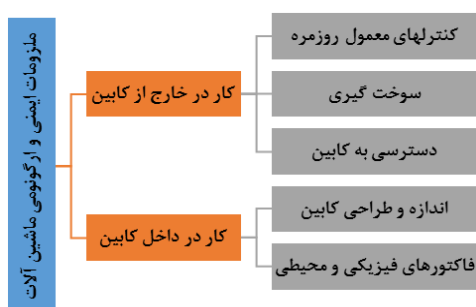 ملزومات ایمنی و ارگونومی ماشین آلات
کار در خارج از کابین
کنترلهای معمول روزمره
سوخت گیری
دسترسی به کابین
کار در داخل کابین
اندازه و طراحی کابین
فاکتورهای فیزیکی و محیطی